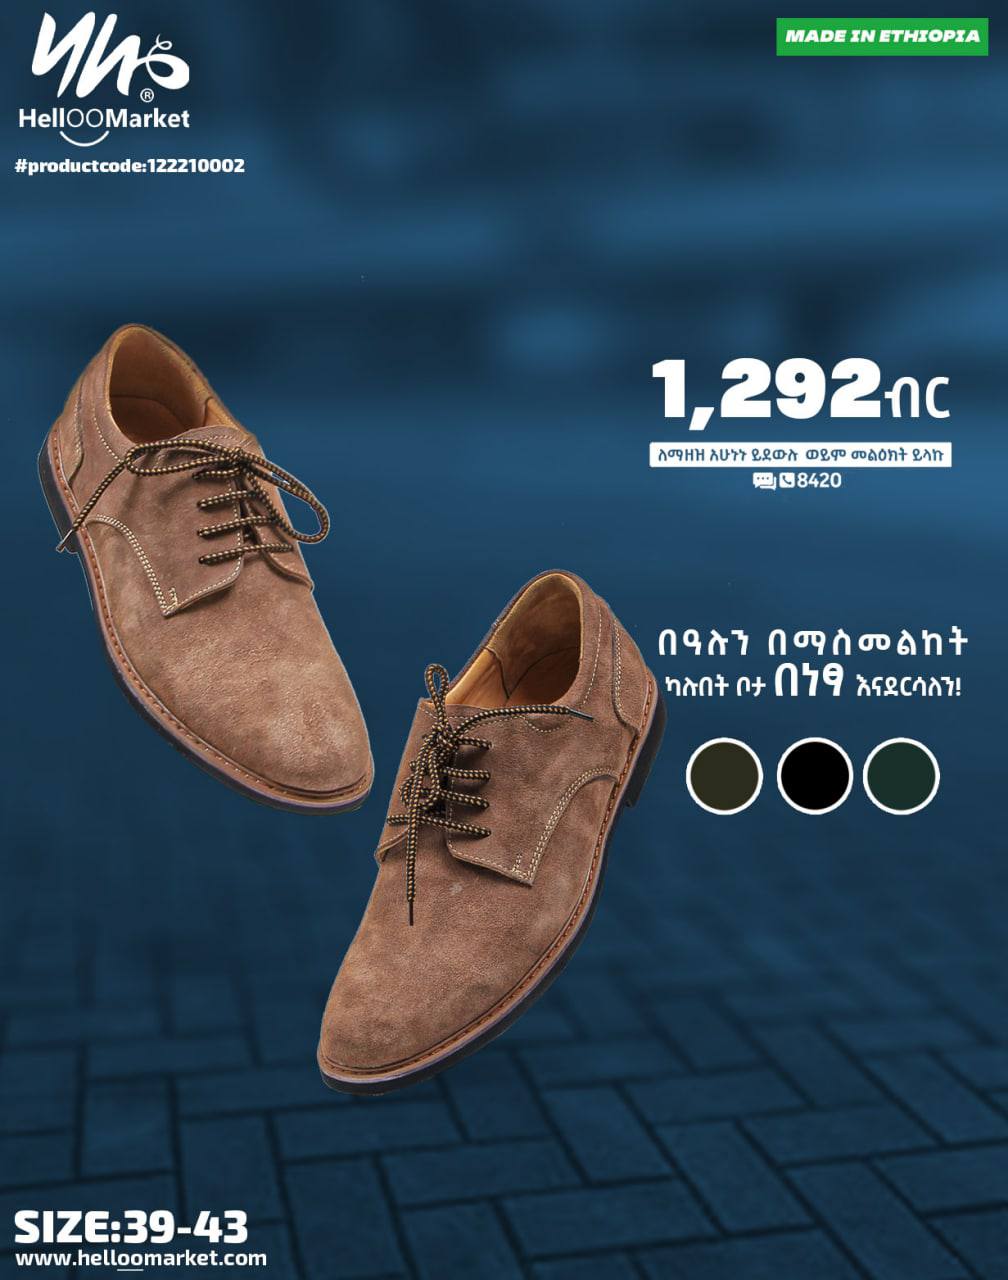 HellOOMarket
®
#productcode:122210002
MADE IN ETHIOPIA
1,292ብር
ለማዘዝ አሁኑኑ ይደውሉ ወይም መልዕክት ይላኩ
8420
በዓሉን በማስመልከት
ካሉበት ቦታ በነፃ እናደርሳለን!
SIZE:39-43
www.helloomarket.com